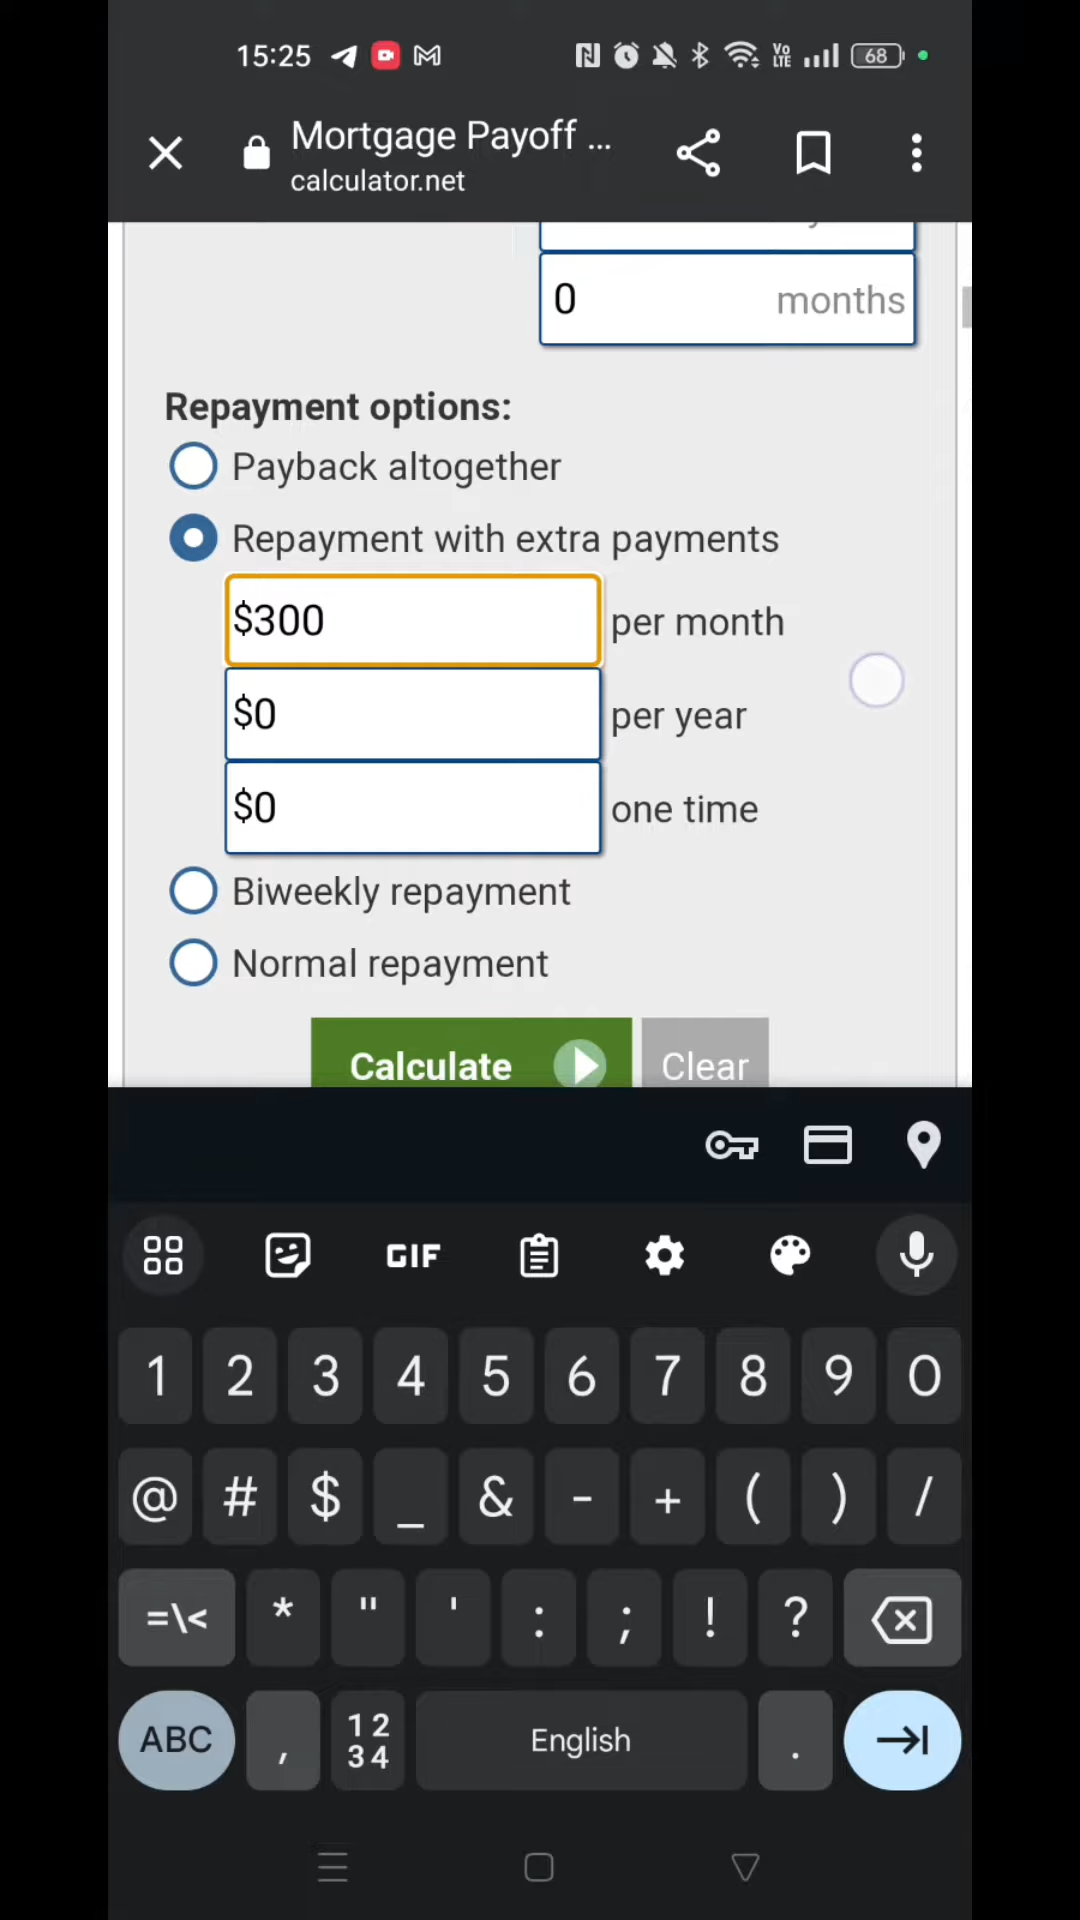 15:25 Vo LTE 68
Mortgage Payoff ...
calculator.net
0 months
Repayment options:
Payback altogether
Repayment with extra payments
$300 per month
$0 per year
$0 one time
Biweekly repayment
Normal repayment
Calculate Clear
GIF
1 2 3 4 5 6 7 8 9 0
@ # $ _ & - + ( ) /
=\< * " ' : ; ! ?
ABC , 12 34 English .